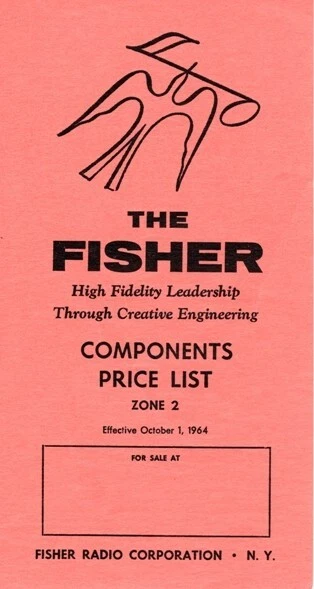 THE
FISHER
High Fidelity Leadership
Through Creative Engineering
COMPONENTS
PRICE LIST
ZONE 2
Effective October 1, 1964
FOR SALE AT
FISHER RADIO CORPORATION • N. Y.